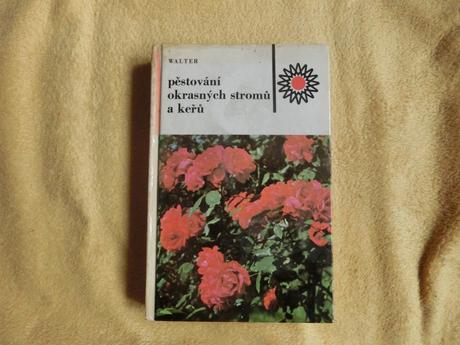 WALTER
pěstování
okrasných stromů
a keřů